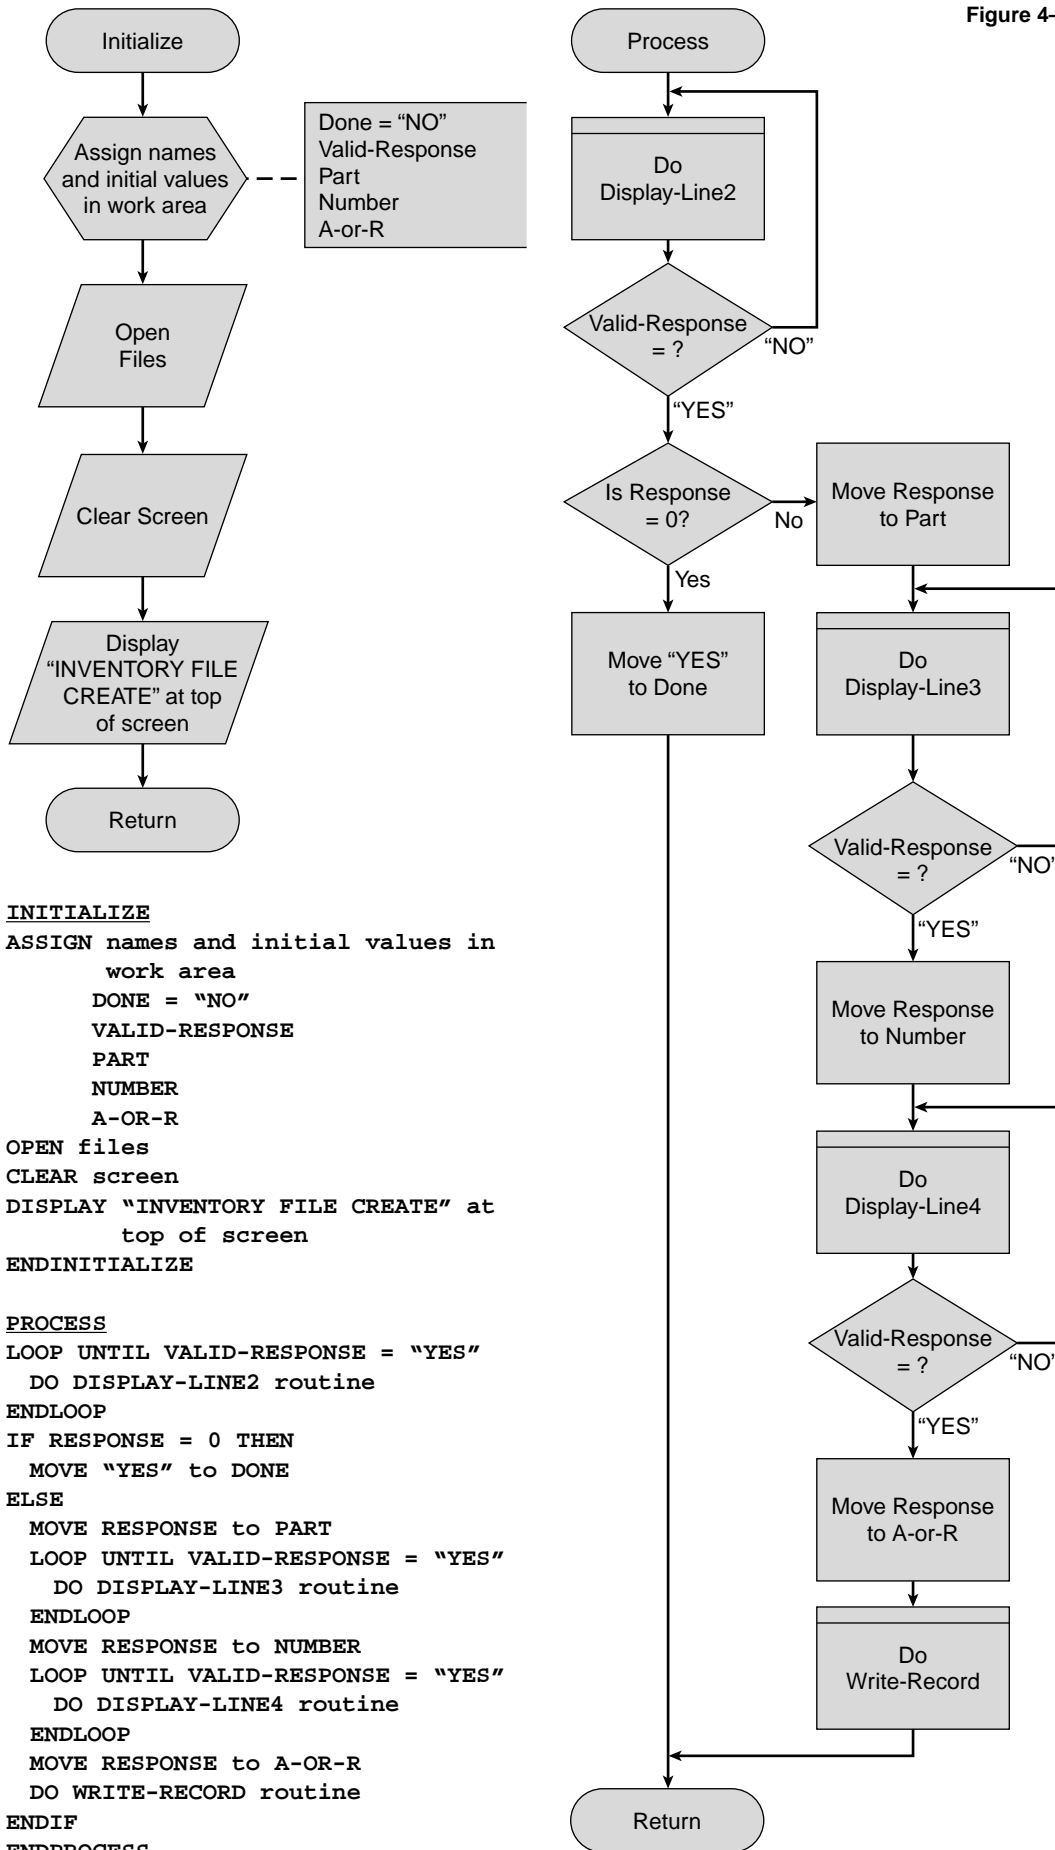 Figure 4–
Initialize
Assign names
and initial values
in work area
Done = “NO”
Valid-Response
Part
Number
A-or-R
Open
Files
Clear Screen
Display
“INVENTORY FILE
CREATE” at top
of screen
Return
INITIALIZE
ASSIGN names and initial values in
work area
DONE = “NO”
VALID-RESPONSE
PART
NUMBER
A-OR-R
OPEN files
CLEAR screen
DISPLAY “INVENTORY FILE CREATE” at
top of screen
ENDINITIALIZE
PROCESS
LOOP UNTIL VALID-RESPONSE = “YES”
DO DISPLAY-LINE2 routine
ENDLOOP
IF RESPONSE = 0 THEN
MOVE “YES” to DONE
ELSE
MOVE RESPONSE to PART
LOOP UNTIL VALID-RESPONSE = “YES”
DO DISPLAY-LINE3 routine
ENDLOOP
MOVE RESPONSE to NUMBER
LOOP UNTIL VALID-RESPONSE = “YES”
DO DISPLAY-LINE4 routine
ENDLOOP
MOVE RESPONSE to A-OR-R
DO WRITE-RECORD routine
ENDIF
ENDPROCESS
Process
Do
Display-Line2
Valid-Response
= ?
“NO”
“YES”
Is Response
= 0?
No
Yes
Move “YES”
to Done
Move Response
to Part
Do
Display-Line3
Valid-Response
= ?
“NO”
“YES”
Move Response
to Number
Do
Display-Line4
Valid-Response
= ?
“NO”
“YES”
Move Response
to A-or-R
Do
Write-Record
Return